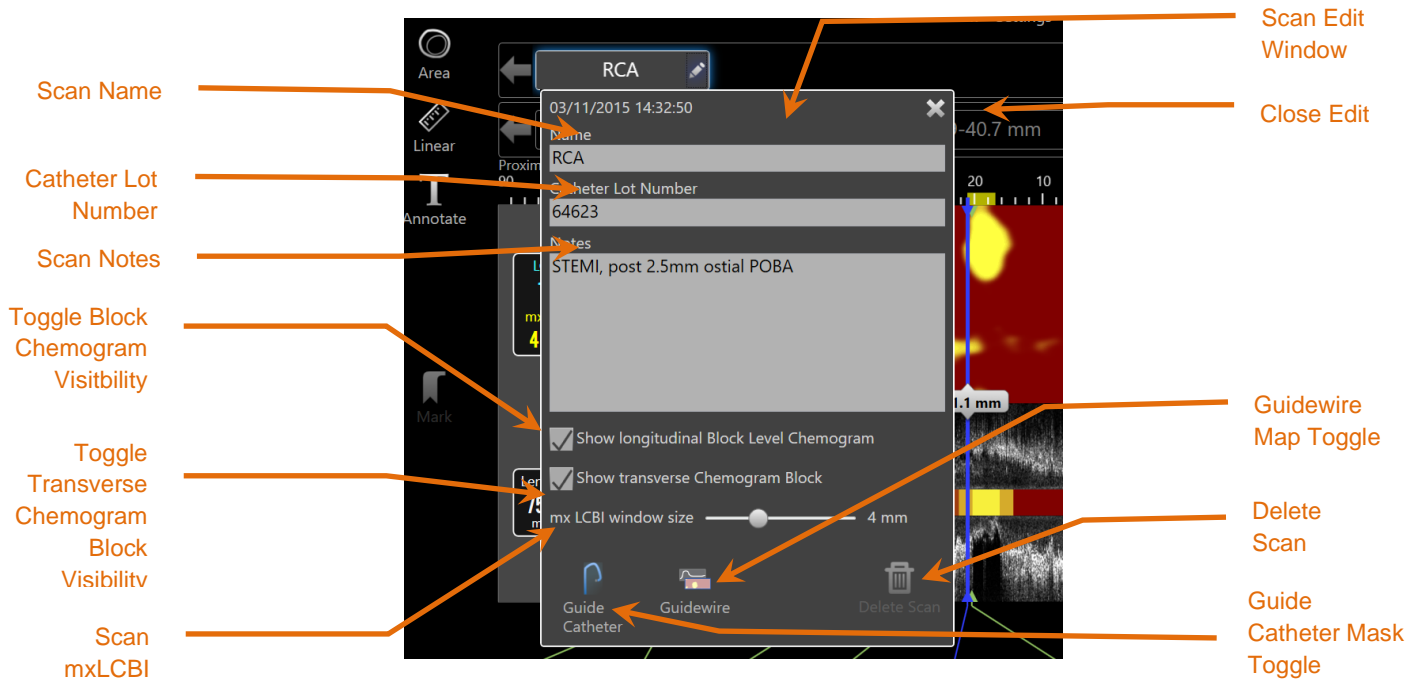 Scan Edit
Window
Area
RCA
Scan Name
03/11/2015 14:32:50
Close Edit
Name
-40.7 mm
Linear
RCA
Proxim
Catheter Lot
Number
Catheter Lot Number
20
10
Annotate
64623
Scan Notes
Notes
STEMI, post 2.5mm ostial POBA
Toggle Block
Chemogram
Visitbility
Mark
1.1 mm
Guidewire
Map Toggle
Show longitudinal Block Level Chemogram
Toggle
Transverse
Chemogram
Block
Visibility
Show transverse Chemogram Block
mx LCBI window size
4 mm
Delete
Scan
Guide
Catheter
Guidewire
Delete Scan
Guide
Catheter Mask
Toggle
Scan
mxLCBI